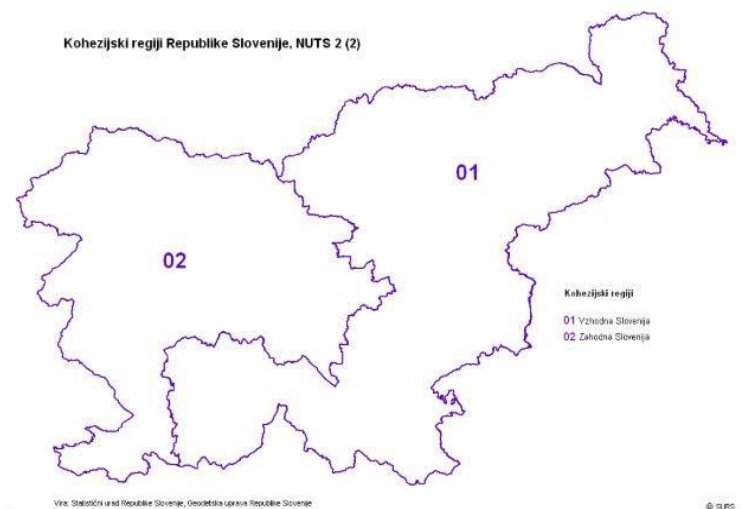 Kohezijski regiji Republike Slovenije, NUTS 2 (2)
01
02
Kohezijski regiji
01 Vzhodna Slovenija
02 Zahodna Slovenija
Vira: Statistični urad Republike Slovenije, Geodetska uprava Republike Slovenije
© SURS